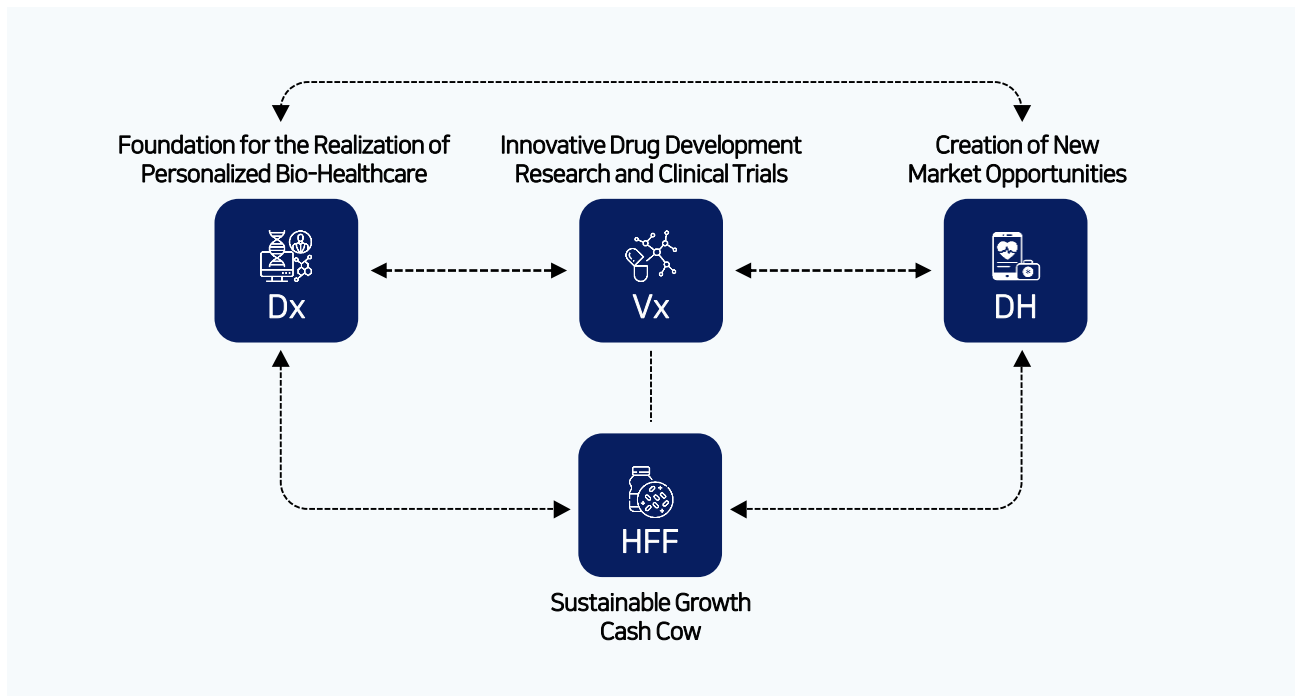 Foundation for the Realization of
Personalized Bio-Healthcare
Innovative Drug Development
Research and Clinical Trials
Creation of New
Market Opportunities
Dx
Vx
DH
HFF
Sustainable Growth
Cash Cow